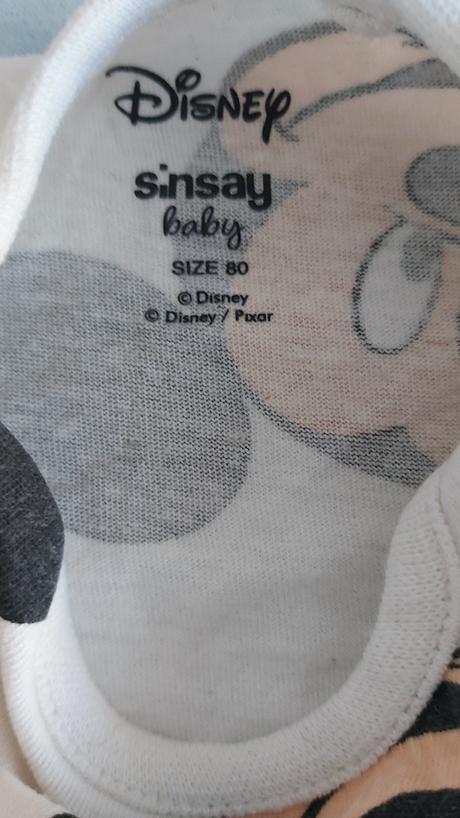 Disney
sinsay
baby
SIZE 80
© Disney
© Disney / Pixar